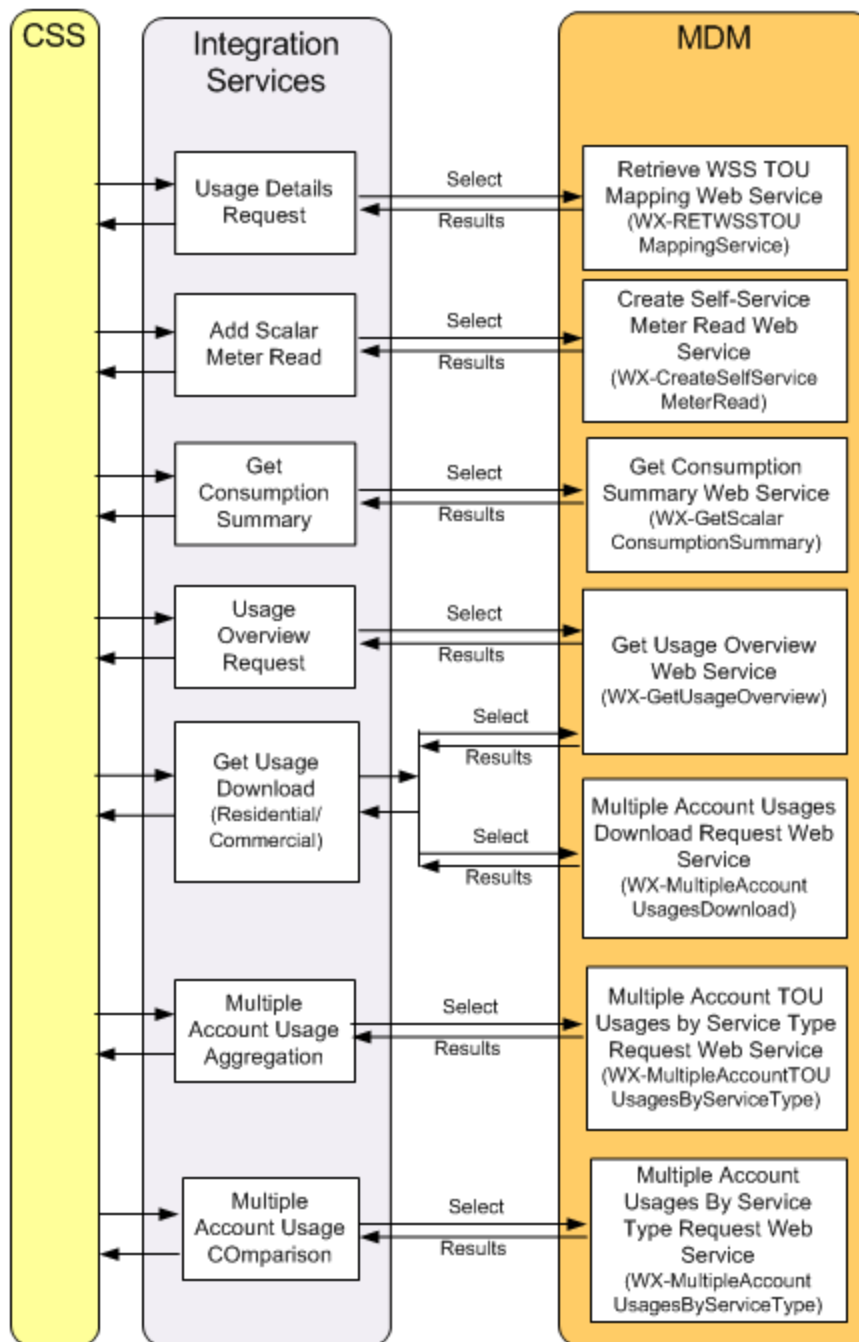 CSS
Integration
Services
MDM
Usage Details
Request
Select
Results
Retrieve WSS TOU
Mapping Web Service
(WX-RETWSSTOU
MappingService)
Add Scalar
Meter Read
Select
Results
Create Self-Service
Meter Read Web
Service
(WX-CreateSelfService
MeterRead)
Get
Consumption
Summary
Select
Results
Get Consumption
Summary Web Service
(WX-GetScalar
ConsumptionSummary)
Usage
Overview
Request
Select
Results
Get Usage Overview
Web Service
(WX-GetUsageOverview)
Get Usage
Download
(Residential/
Commercial)
Select
Results
Select
Results
Multiple Account Usages
Download Request Web
Service
(WX-MultipleAccount
UsagesDownload)
Multiple
Account Usage
Aggregation
Select
Results
Multiple Account TOU
Usages by Service Type
Request Web Service
(WX-MultipleAccountTOU
UsagesByServiceType)
Multiple
Account Usage
COmparison
Select
Results
Multiple Account
Usages By Service
Type Request Web
Service
(WX-MultipleAccount
UsagesByServiceType)